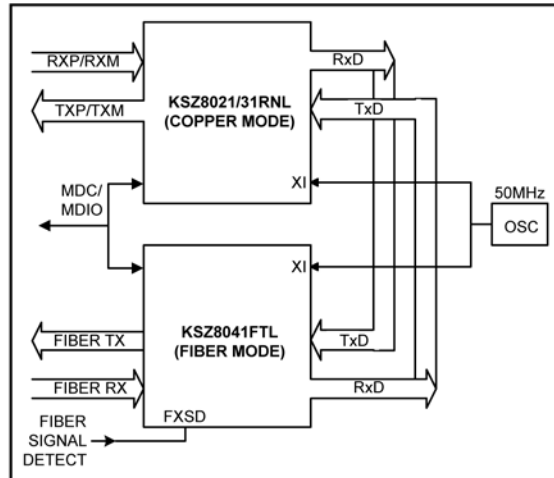 RXP/RXM
TXP/TXM
KSZ8021/31RNL
(COPPER MODE)
RxD
TxD
XI
MDC/
MDIO
50MHz
OSC
XI
KSZ8041FTL
(FIBER MODE)
FIBER TX
FIBER RX
TxD
RxD
FXSD
FIBER
SIGNAL
DETECT